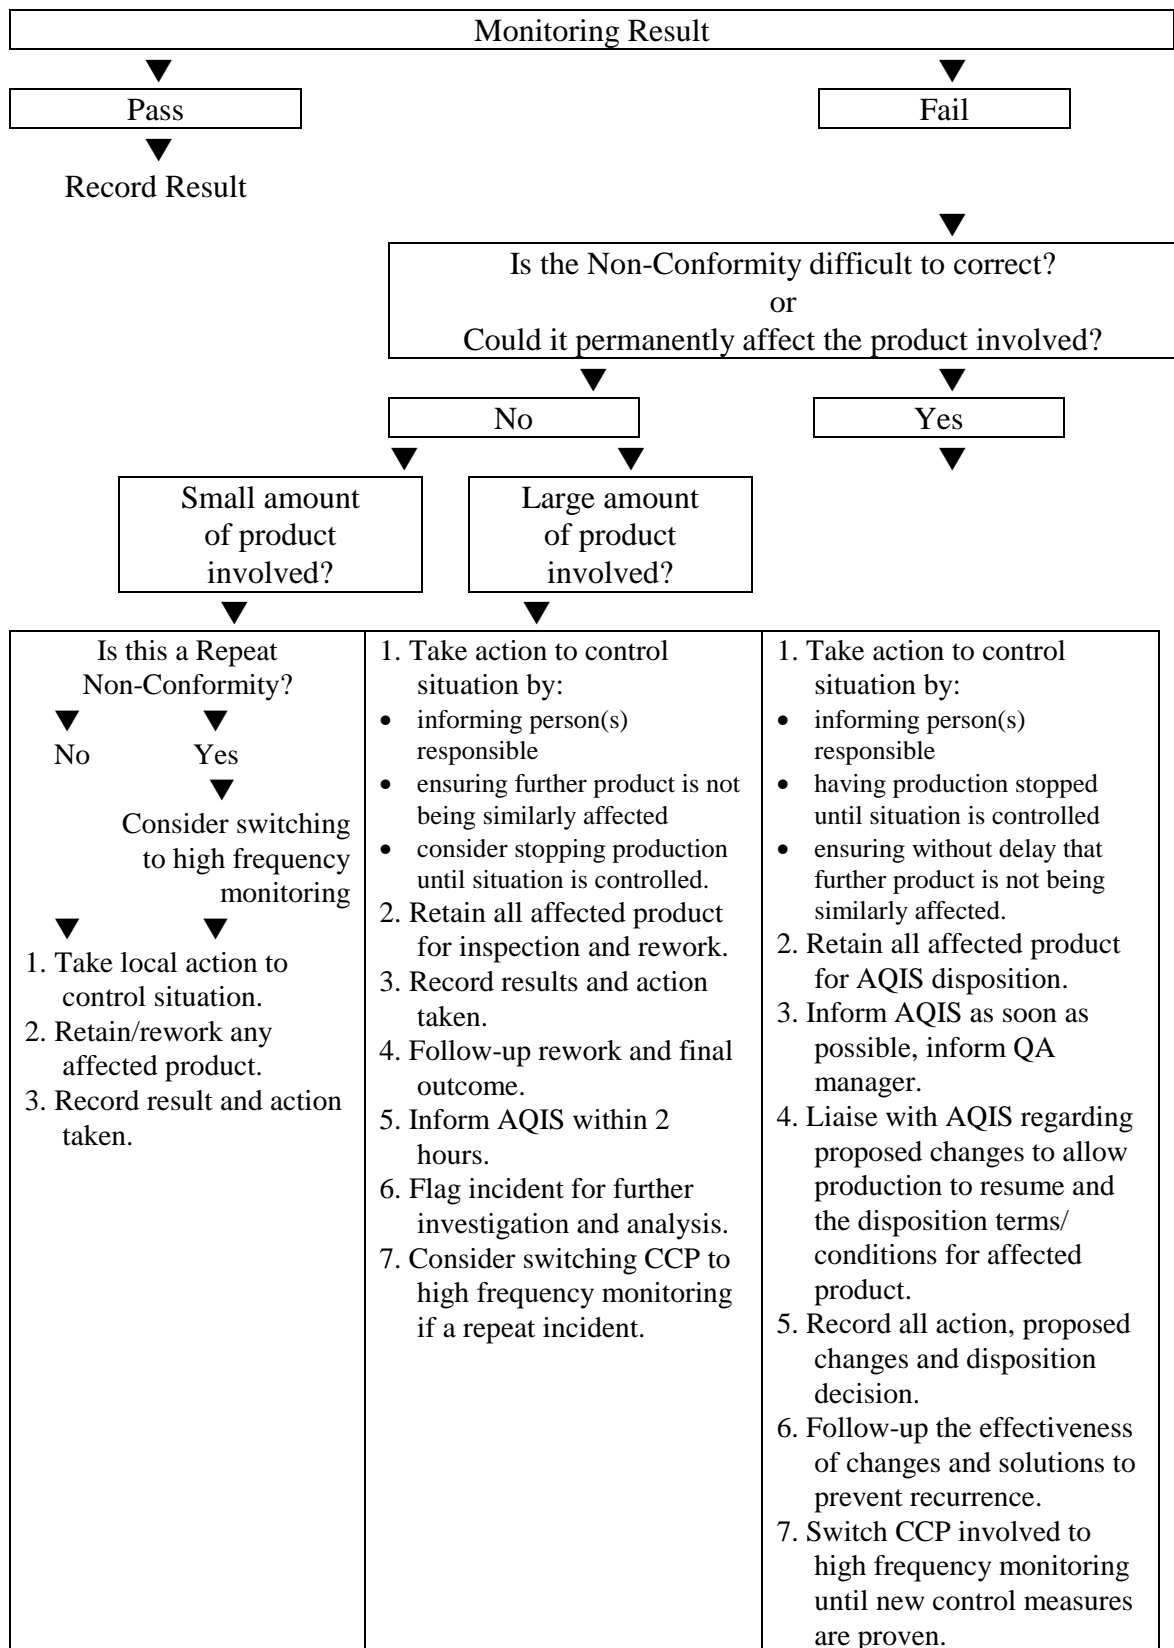 Monitoring Result
Pass
Fail
Record Result
Is the Non-Conformity difficult to correct?
or
Could it permanently affect the product involved?
No
Yes
Small amount
of product
involved?
Large amount
of product
involved?
Is this a Repeat
Non-Conformity?
No
Yes
Consider switching
to high frequency
monitoring
1. Take local action to
control situation.
2. Retain/rework any
affected product.
3. Record result and action
taken.
1. Take action to control
situation by:
• informing person(s)
responsible
• ensuring further product is not
being similarly affected
• consider stopping production
until situation is controlled.
2. Retain all affected product
for inspection and rework.
3. Record results and action
taken.
4. Follow-up rework and final
outcome.
5. Inform AQIS within 2
hours.
6. Flag incident for further
investigation and analysis.
7. Consider switching CCP to
high frequency monitoring
if a repeat incident.
1. Take action to control
situation by:
• informing person(s)
responsible
• having production stopped
until situation is controlled
• ensuring without delay that
further product is not being
similarly affected.
2. Retain all affected product
for AQIS disposition.
3. Inform AQIS as soon as
possible, inform QA
manager.
4. Liaise with AQIS regarding
proposed changes to allow
production to resume and
the disposition terms/
conditions for affected
product.
5. Record all action, proposed
changes and disposition
decision.
6. Follow-up the effectiveness
of changes and solutions to
prevent recurrence.
7. Switch CCP involved to
high frequency monitoring
until new control measures
are proven.